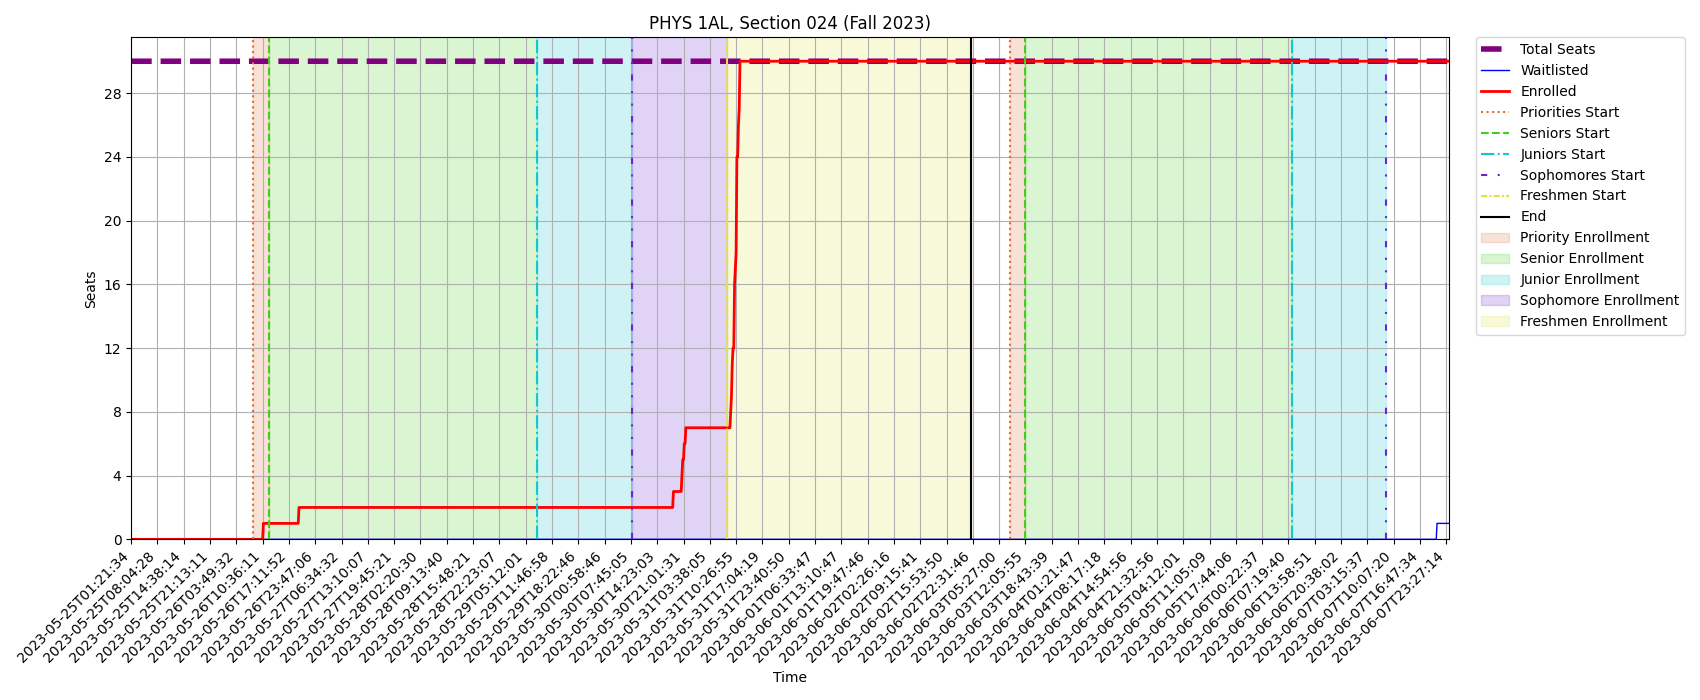 PHYS 1AL, Section 024 (Fall 2023)
Total Seats
Waitlisted
Enrolled
Priorities Start
Seniors Start
Juniors Start
Sophomores Start
Freshmen Start
End
Priority Enrollment
Senior Enrollment
Junior Enrollment
Sophomore Enrollment
Freshmen Enrollment
Seats
28
24
20
16
12
8
4
0
2023-05-25T01:21:34
2023-05-25T08:04:28
2023-05-25T14:38:14
2023-05-25T21:13:11
2023-05-26T03:49:32
2023-05-26T10:36:11
2023-05-26T17:11:52
2023-05-26T23:47:06
2023-05-27T06:34:32
2023-05-27T13:10:07
2023-05-27T19:45:21
2023-05-28T02:20:30
2023-05-28T09:13:40
2023-05-28T15:48:21
2023-05-28T22:23:07
2023-05-29T05:12:01
2023-05-29T11:46:58
2023-05-29T18:22:46
2023-05-30T00:58:46
2023-05-30T07:45:05
2023-05-30T14:23:03
2023-05-30T21:01:31
2023-05-31T03:38:05
2023-05-31T10:26:55
2023-05-31T17:04:19
2023-05-31T23:40:50
2023-06-01T06:33:47
2023-06-01T13:10:47
2023-06-01T19:47:46
2023-06-02T02:26:16
2023-06-02T09:15:41
2023-06-02T15:53:50
2023-06-02T22:31:46
2023-06-03T05:27:00
2023-06-03T12:05:55
2023-06-03T18:43:39
2023-06-04T01:21:47
2023-06-04T08:17:18
2023-06-04T14:54:56
2023-06-04T21:32:56
2023-06-05T04:12:01
2023-06-05T11:05:09
2023-06-05T17:44:06
2023-06-06T00:22:37
2023-06-06T07:19:40
2023-06-06T13:58:51
2023-06-06T20:38:02
2023-06-07T03:15:37
2023-06-07T10:07:20
2023-06-07T16:47:34
2023-06-07T23:27:14
Time